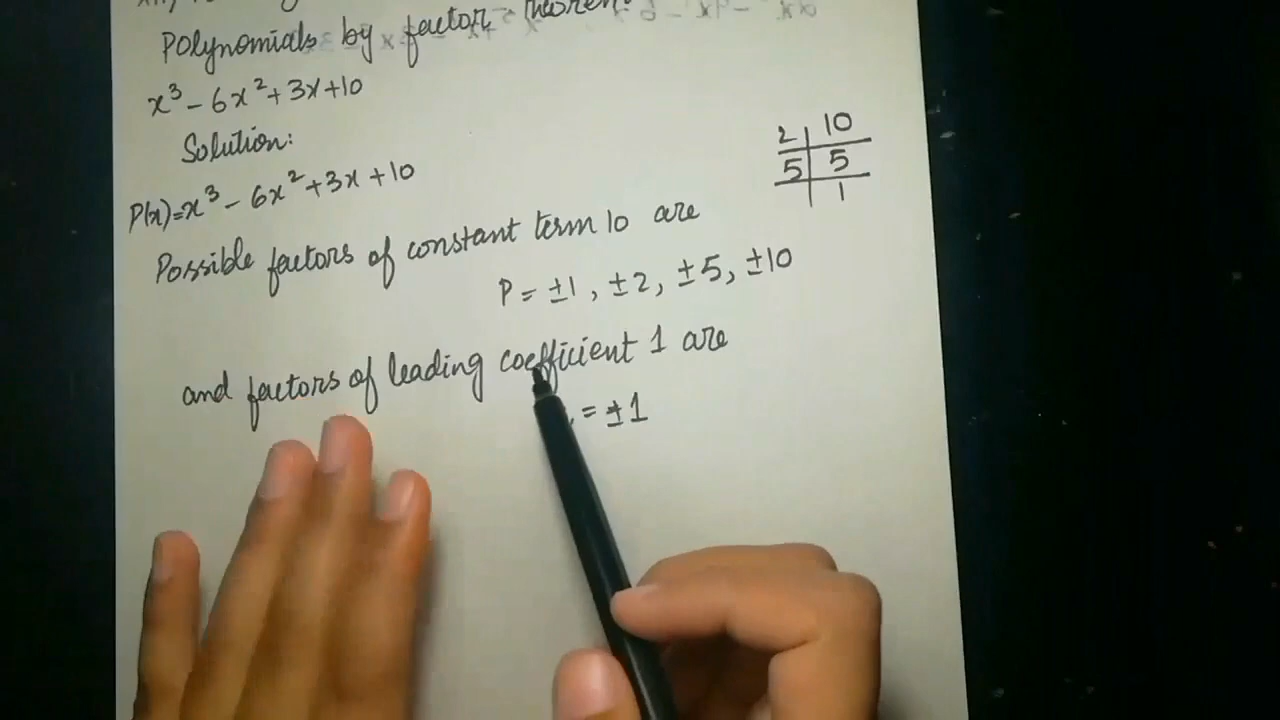 Polynomials by factor theorem
x³ - 6x² + 3x + 10
Solution:
P(x) = x³ - 6x² + 3x + 10
2 | 10
5 | 5
| 1
Possible factors of constant term 10 are
P = ±1, ±2, ±5, ±10
and factors of leading coefficient 1 are
= ±1